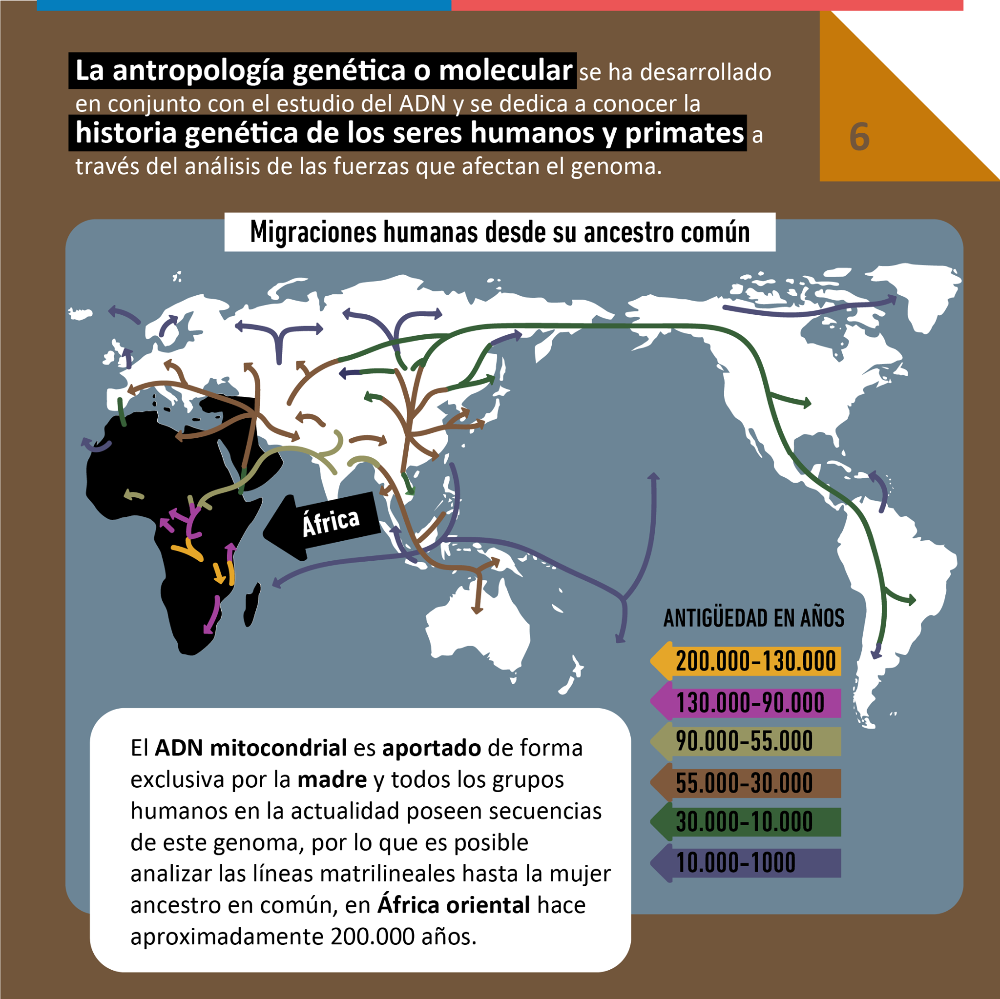 La antropología genética o molecular se ha desarrollado
en conjunto con el estudio del ADN y se dedica a conocer la
historia genética de los seres humanos y primates a
través del análisis de las fuerzas que afectan el genoma.
6
Migraciones humanas desde su ancestro común
África
ANTIGÜEDAD EN AÑOS
200.000-130.000
130.000-90.000
90.000-55.000
55.000-30.000
30.000-10.000
10.000-1000
El ADN mitocondrial es aportado de forma
exclusiva por la madre y todos los grupos
humanos en la actualidad poseen secuencias
de este genoma, por lo que es posible
analizar las líneas matrilineales hasta la mujer
ancestro en común, en África oriental hace
aproximadamente 200.000 años.